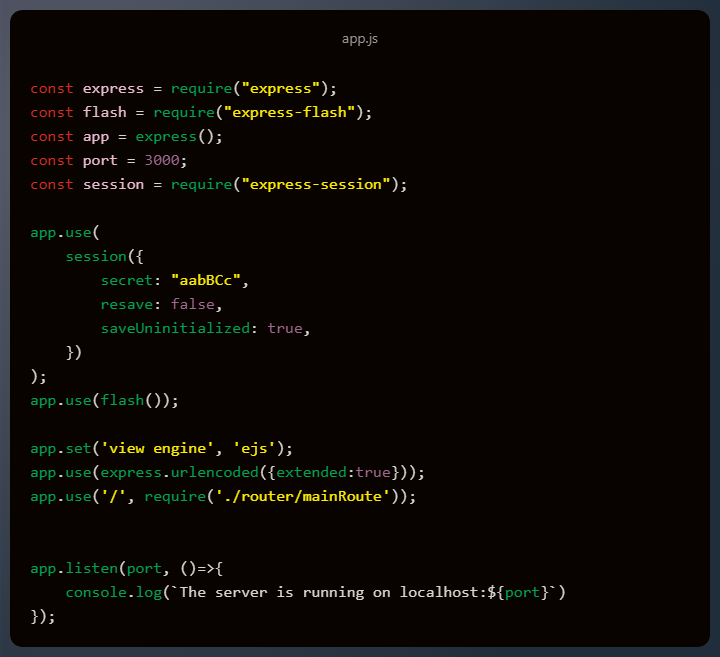 app.js
const express = require("express");
const flash = require("express-flash");
const app = express();
const port = 3000;
const session = require("express-session");
app.use(
    session({
        secret: "aabBCc",
        resave: false,
        saveUninitialized: true,
    })
);
app.use(flash());
app.set('view engine', 'ejs');
app.use(express.urlencoded({extended:true}));
app.use('/', require('./router/mainRoute'));
app.listen(port, ()=>{
    console.log(`The server is running on localhost:${port}`)
});